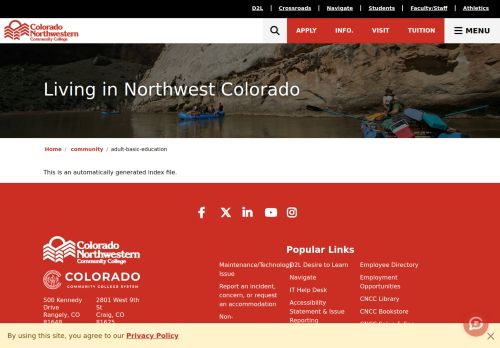 D2L | Crossroads | Navigate | Students | Faculty/Staff | Athletics
Colorado
Northwestern
Community College
APPLY INFO. VISIT TUITION MENU
Living in Northwest Colorado
Home / community / adult-basic-education
This is an automatically generated index file.
Colorado
Northwestern
Community College
COLORADO
COMMUNITY COLLEGE SYSTEM
500 Kennedy
Drive
Rangely, CO
81648
2801 West 9th
St
Craig, CO
81625
Maintenance/Technology
Issue
Report an incident,
concern, or request
an accommodation
Non-
Popular Links
D2L Desire to Learn
Navigate
IT Help Desk
Accessibility
Statement & Issue
Reporting
Employee Directory
Employment
Opportunities
CNCC Library
CNCC Bookstore
By using this site, you agree to our Privacy Policy